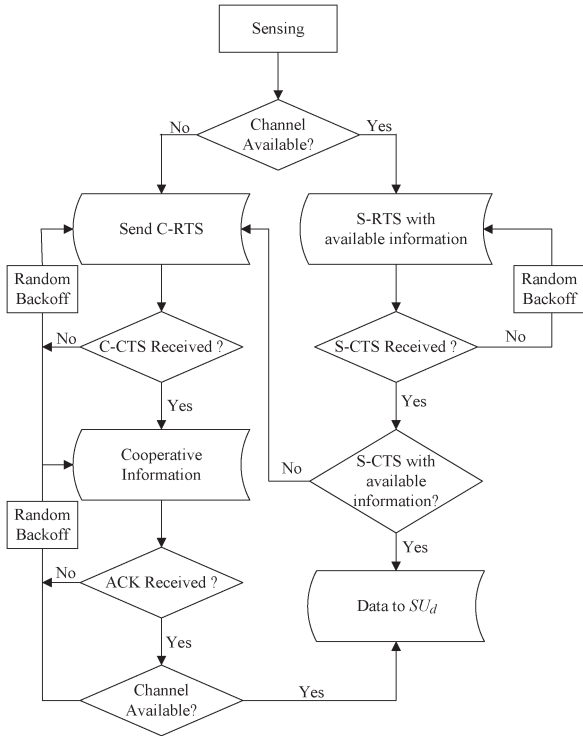 Sensing
Channel
Available?
No
Yes
Send C-RTS
S-RTS with
available information
Random
Backoff
Random
Backoff
C-CTS Received ?
No
S-CTS Received ?
No
Yes
Yes
Cooperative
Information
No
S-CTS with
available
information?
Random
Backoff
Yes
No
ACK Received ?
Data to SUd
Yes
Channel
Available?
Yes